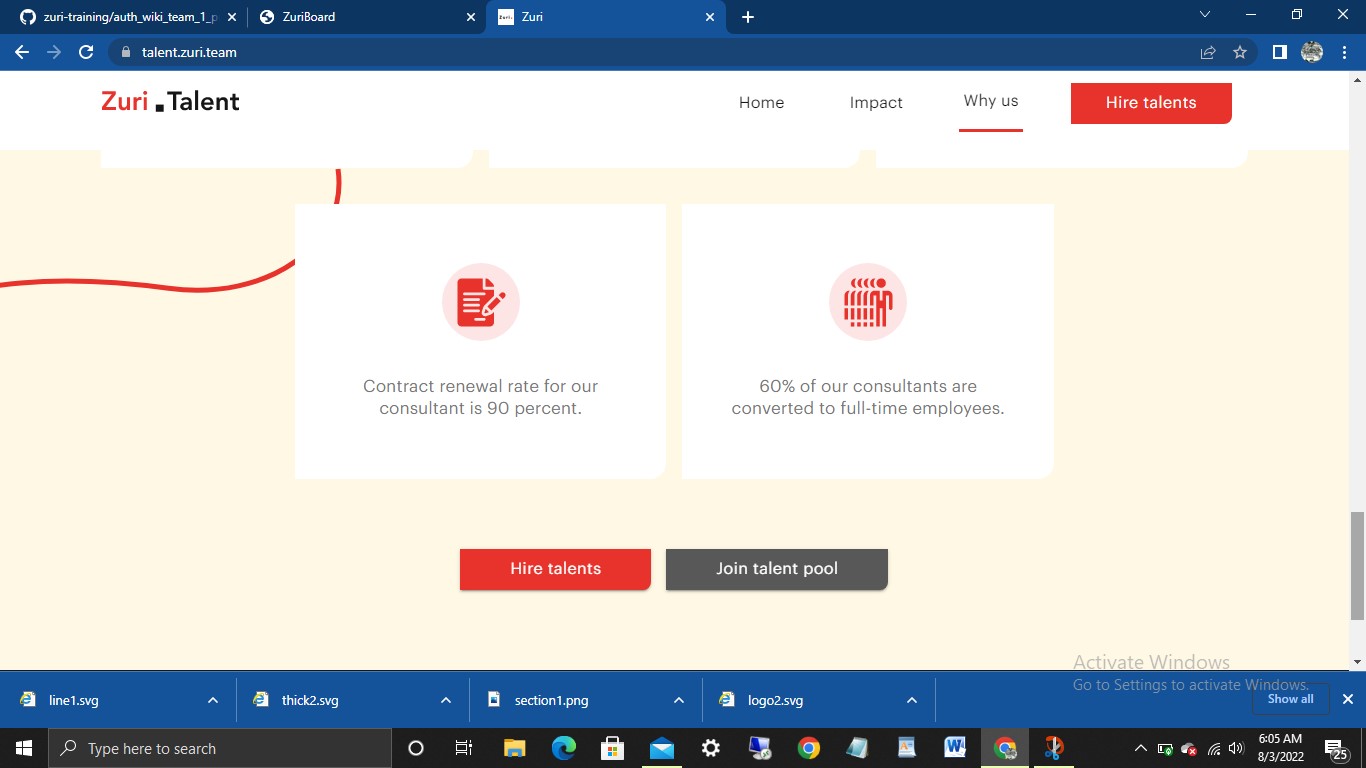 zuri-training/auth_wiki_team_1_p
ZuriBoard
Zuri
talent.zuri.team
Zuri .Talent
Home
Impact
Why us
Hire talents
Contract renewal rate for our
consultant is 90 percent.
60% of our consultants are
converted to full-time employees.
Hire talents
Join talent pool
Activate Windows
Go to Settings to activate Windows.
line1.svg
thick2.svg
section1.png
logo2.svg
Show all
Type here to search
6:05 AM
8/3/2022
25